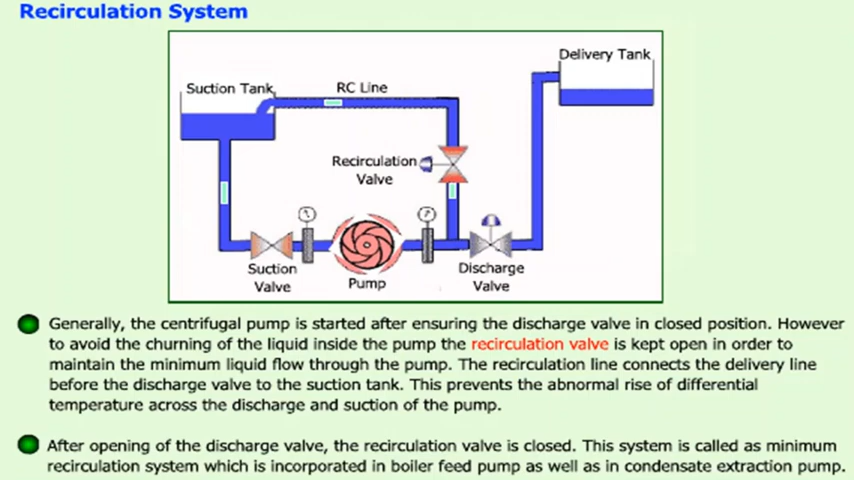 Recirculation System
Delivery Tank
Suction Tank
RC Line
Recirculation
Valve
Suction
Valve
Pump
Discharge
Valve
Generally, the centrifugal pump is started after ensuring the discharge valve in closed position. However
to avoid the churning of the liquid inside the pump the recirculation valve is kept open in order to
maintain the minimum liquid flow through the pump. The recirculation line connects the delivery line
before the discharge valve to the suction tank. This prevents the abnormal rise of differential
temperature across the discharge and suction of the pump.
After opening of the discharge valve, the recirculation valve is closed. This system is called as minimum
recirculation system which is incorporated in boiler feed pump as well as in condensate extraction pump.